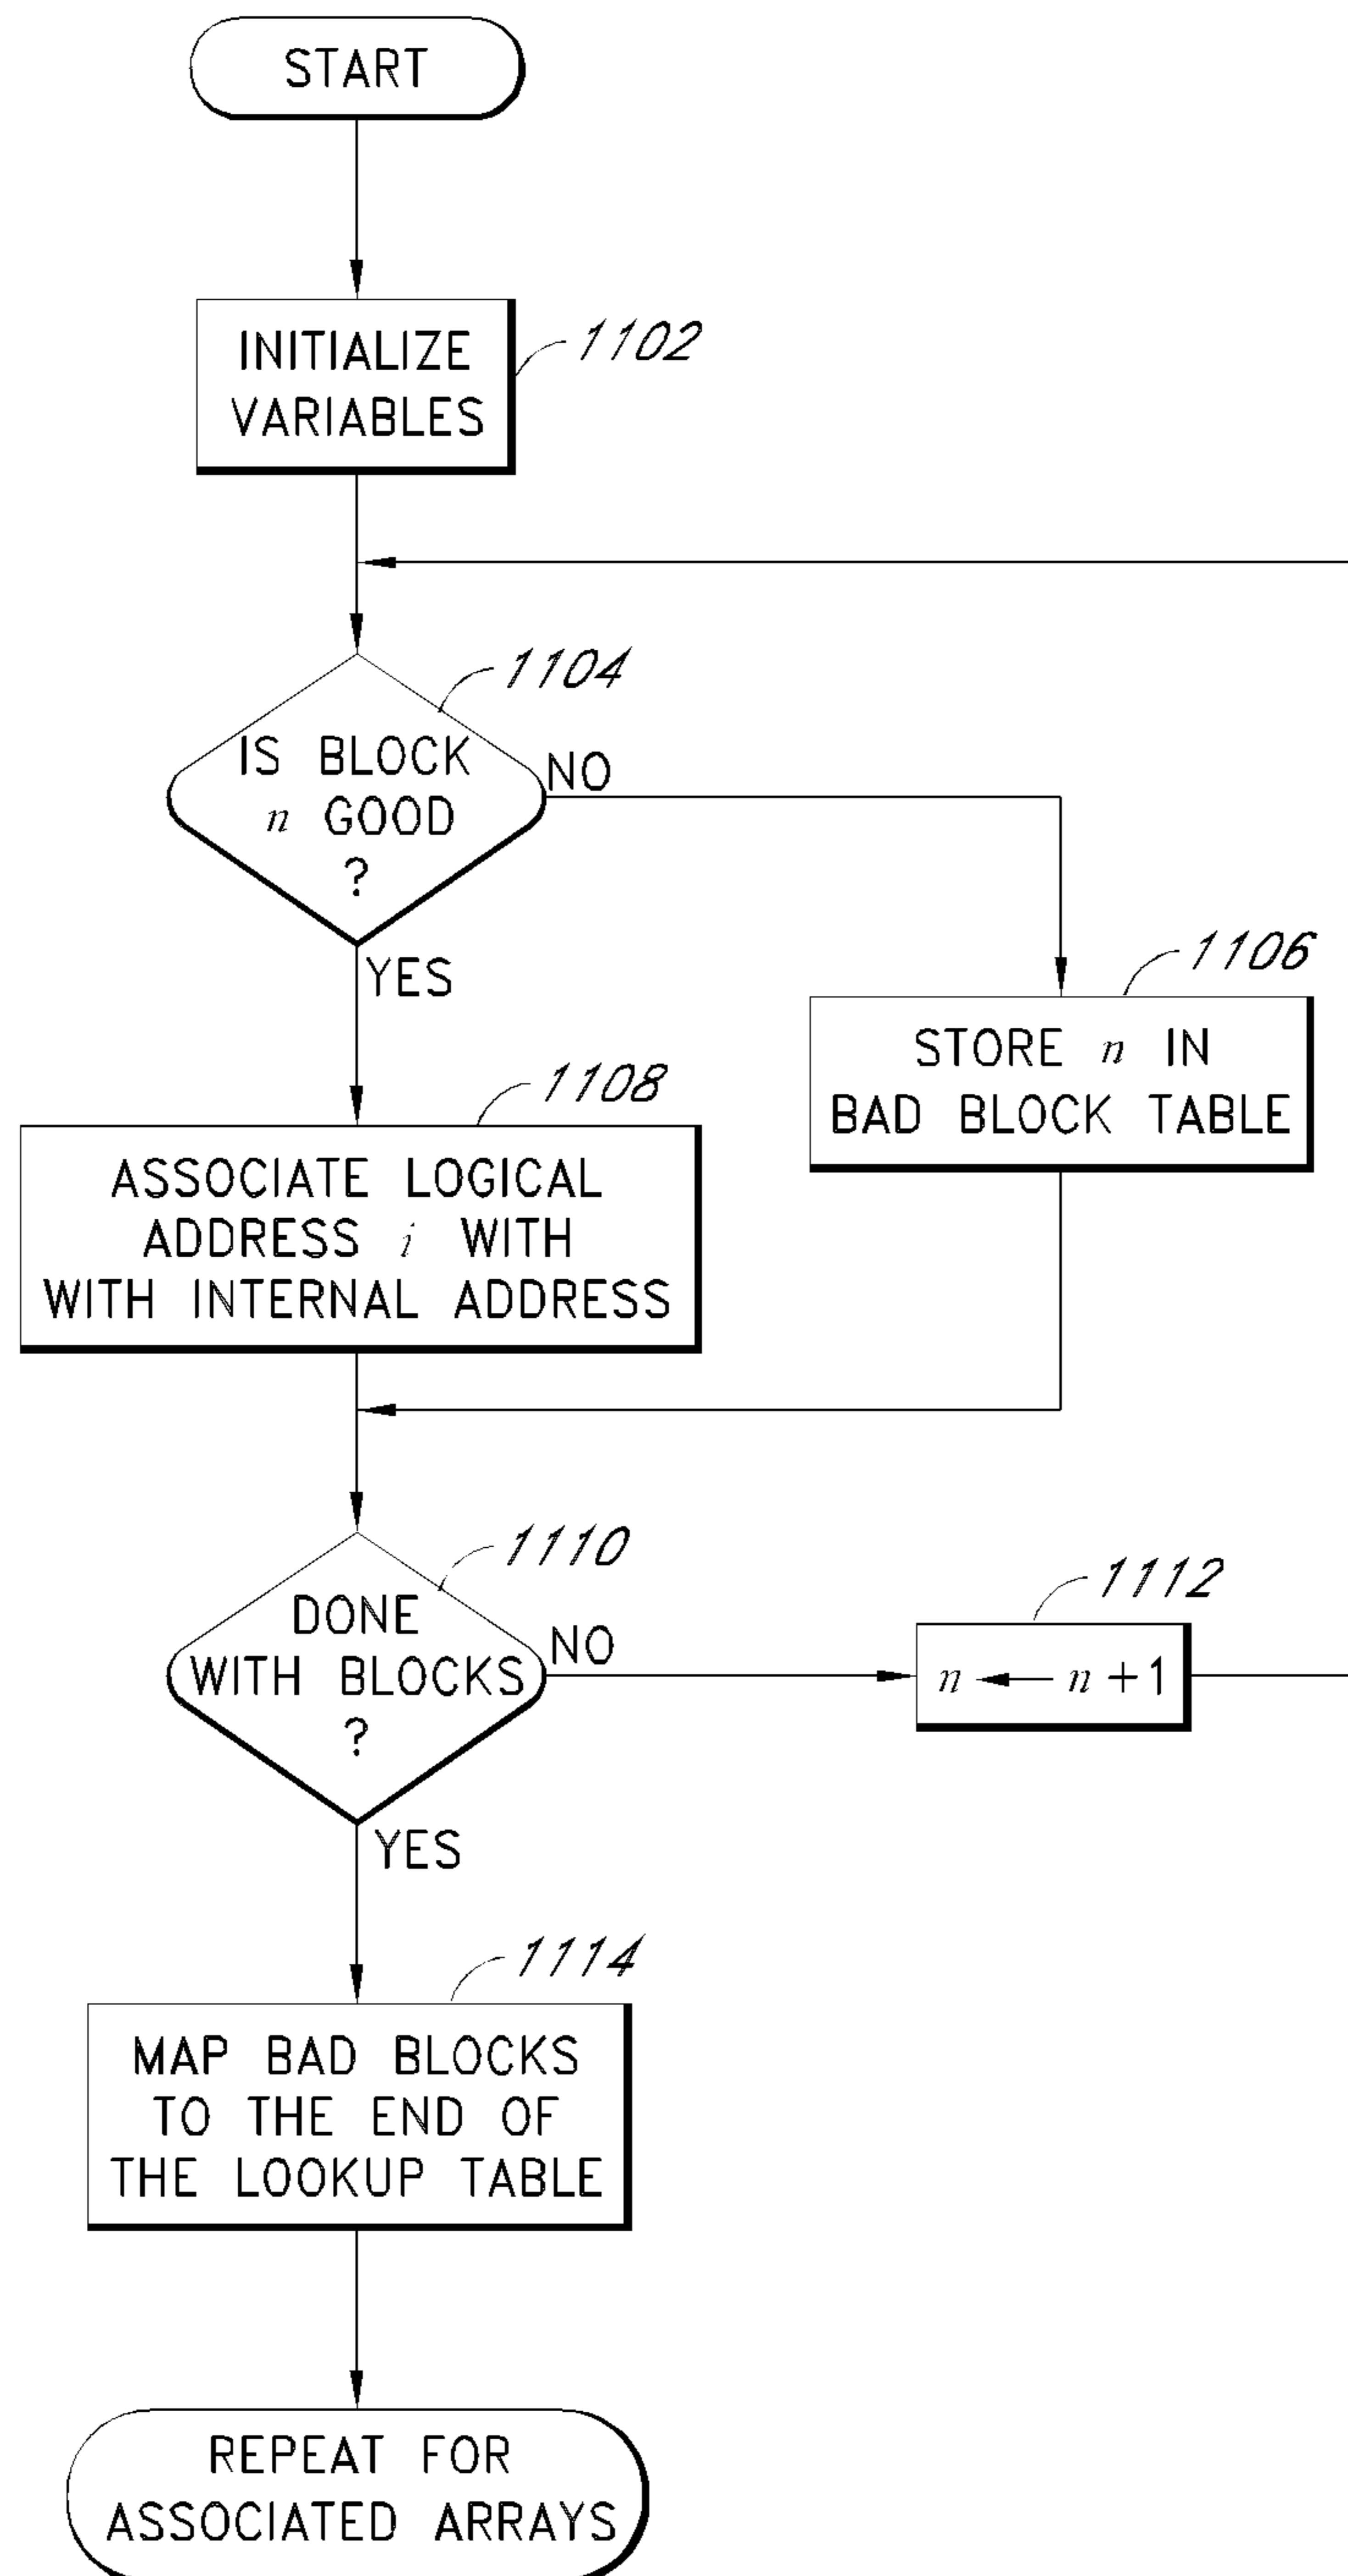 START
INITIALIZE
VARIABLES
1102
1104
IS BLOCK
n GOOD
?
NO
YES
1106
STORE n IN
BAD BLOCK TABLE
1108
ASSOCIATE LOGICAL
ADDRESS i WITH
WITH INTERNAL ADDRESS
1110
DONE
WITH BLOCKS
?
NO
YES
1112
n ← n + 1
1114
MAP BAD BLOCKS
TO THE END OF
THE LOOKUP TABLE
REPEAT FOR
ASSOCIATED ARRAYS